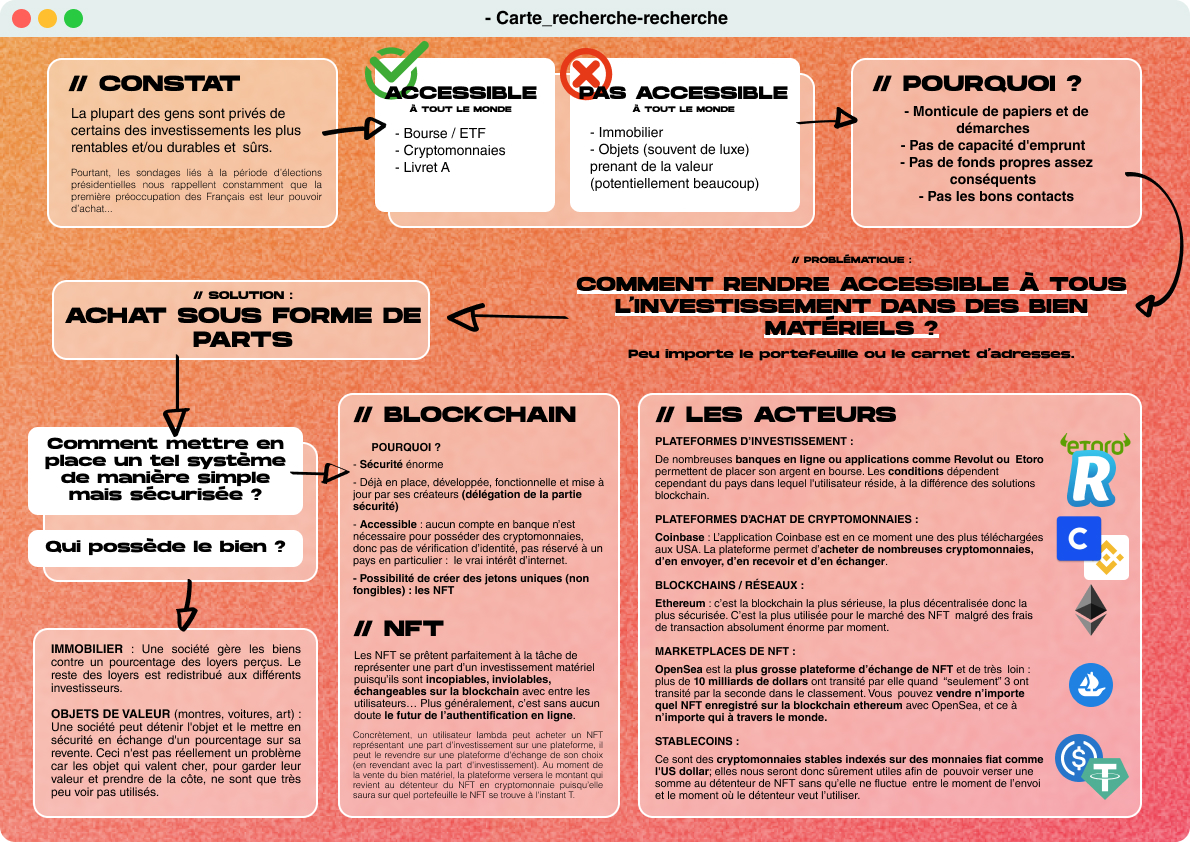 - Carte_recherche-recherche
// CONSTAT
La plupart des gens sont privés de
certains des investissements les plus
rentables et/ou durables et sûrs.
Pourtant, les sondages liés à la période d'élections
présidentielles nous rappellent constamment que la
première préoccupation des Français est leur pouvoir
d'achat...
ACCESSIBLE
À TOUT LE MONDE
- Bourse / ETF
- Cryptomonnaies
- Livret A
PAS ACCESSIBLE
À TOUT LE MONDE
- Immobilier
- Objets (souvent de luxe)
prenant de la valeur
(potentiellement beaucoup)
// POURQUOI ?
- Monticule de papiers et de
démarches
- Pas de capacité d'emprunt
- Pas de fonds propres assez
conséquents
- Pas les bons contacts
// PROBLÉMATIQUE :
COMMENT RENDRE ACCESSIBLE À TOUS
L'INVESTISSEMENT DANS DES BIEN
MATÉRIELS ?
Peu importe le portefeuille ou le carnet d'adresses.
// SOLUTION :
ACHAT SOUS FORME DE
PARTS
Comment mettre en
place un tel système
de manière simple
mais sécurisée ?
Qui possède le bien ?
IMMOBILIER : Une société gère les biens
contre un pourcentage des loyers perçus. Le
reste des loyers est redistribué aux différents
investisseurs.
OBJETS DE VALEUR (montres, voitures, art) :
Une société peut détenir l'objet et le mettre en
sécurité en échange d'un pourcentage sur sa
revente. Ceci n'est pas réellement un problème
car les objet qui valent cher, pour garder leur
valeur et prendre de la côte, ne sont que très
peu voir pas utilisés.
// BLOCKCHAIN
POURQUOI ?
- Sécurité énorme
- Déjà en place, développée, fonctionnelle et mise à
jour par ses créateurs (délégation de la partie
sécurité)
- Accessible : aucun compte en banque n'est
nécessaire pour posséder des cryptomonnaies,
donc pas de vérification d'identité, pas réservé à un
pays en particulier : le vrai intérêt d'internet.
- Possibilité de créer des jetons uniques (non
fongibles) : les NFT
// NFT
Les NFT se prêtent parfaitement à la tâche de
représenter une part d'un investissement matériel
puisqu'ils sont incopiables, inviolables,
échangeables sur la blockchain avec entre les
utilisateurs… Plus généralement, c'est sans aucun
doute le futur de l'authentification en ligne.
Concrètement, un utilisateur lambda peut acheter un NFT
représentant une part d'investissement sur une plateforme, il
peut le revendre sur une plateforme d'échange de son choix
(en revendant avec la part d'investissement). Au moment de
la vente du bien matériel, la plateforme versera le montant qui
revient au détenteur du NFT en cryptomonnaie puisqu'elle
saura sur quel portefeuille le NFT se trouve à l'instant T.
// LES ACTEURS
PLATEFORMES D'INVESTISSEMENT :
De nombreuses banques en ligne ou applications comme Revolut ou Etoro
permettent de placer son argent en bourse. Les conditions dépendent
cependant du pays dans lequel l'utilisateur réside, à la différence des solutions
blockchain.
etoro
R
PLATEFORMES D'ACHAT DE CRYPTOMONNAIES :
Coinbase : L'application Coinbase est en ce moment une des plus téléchargées
aux USA. La plateforme permet d'acheter de nombreuses cryptomonnaies,
d'en envoyer, d'en recevoir et d'en échanger.
C
BLOCKCHAINS / RÉSEAUX :
Ethereum : c'est la blockchain la plus sérieuse, la plus décentralisée donc la
plus sécurisée. C'est la plus utilisée pour le marché des NFT malgré des frais
de transaction absolument énorme par moment.
MARKETPLACES DE NFT :
OpenSea est la plus grosse plateforme d'échange de NFT et de très loin :
plus de 10 milliards de dollars ont transité par elle quand "seulement" 3 ont
transité par la seconde dans le classement. Vous pouvez vendre n'importe
quel NFT enregistré sur la blockchain ethereum avec OpenSea, et ce à
n'importe qui à travers le monde.
STABLECOINS :
Ce sont des cryptomonnaies stables indexés sur des monnaies fiat comme
l'US dollar; elles nous seront donc sûrement utiles afin de pouvoir verser une
somme au détenteur de NFT sans qu'elle ne fluctue entre le moment de l'envoi
et le moment où le détenteur veut l'utiliser.
$
T